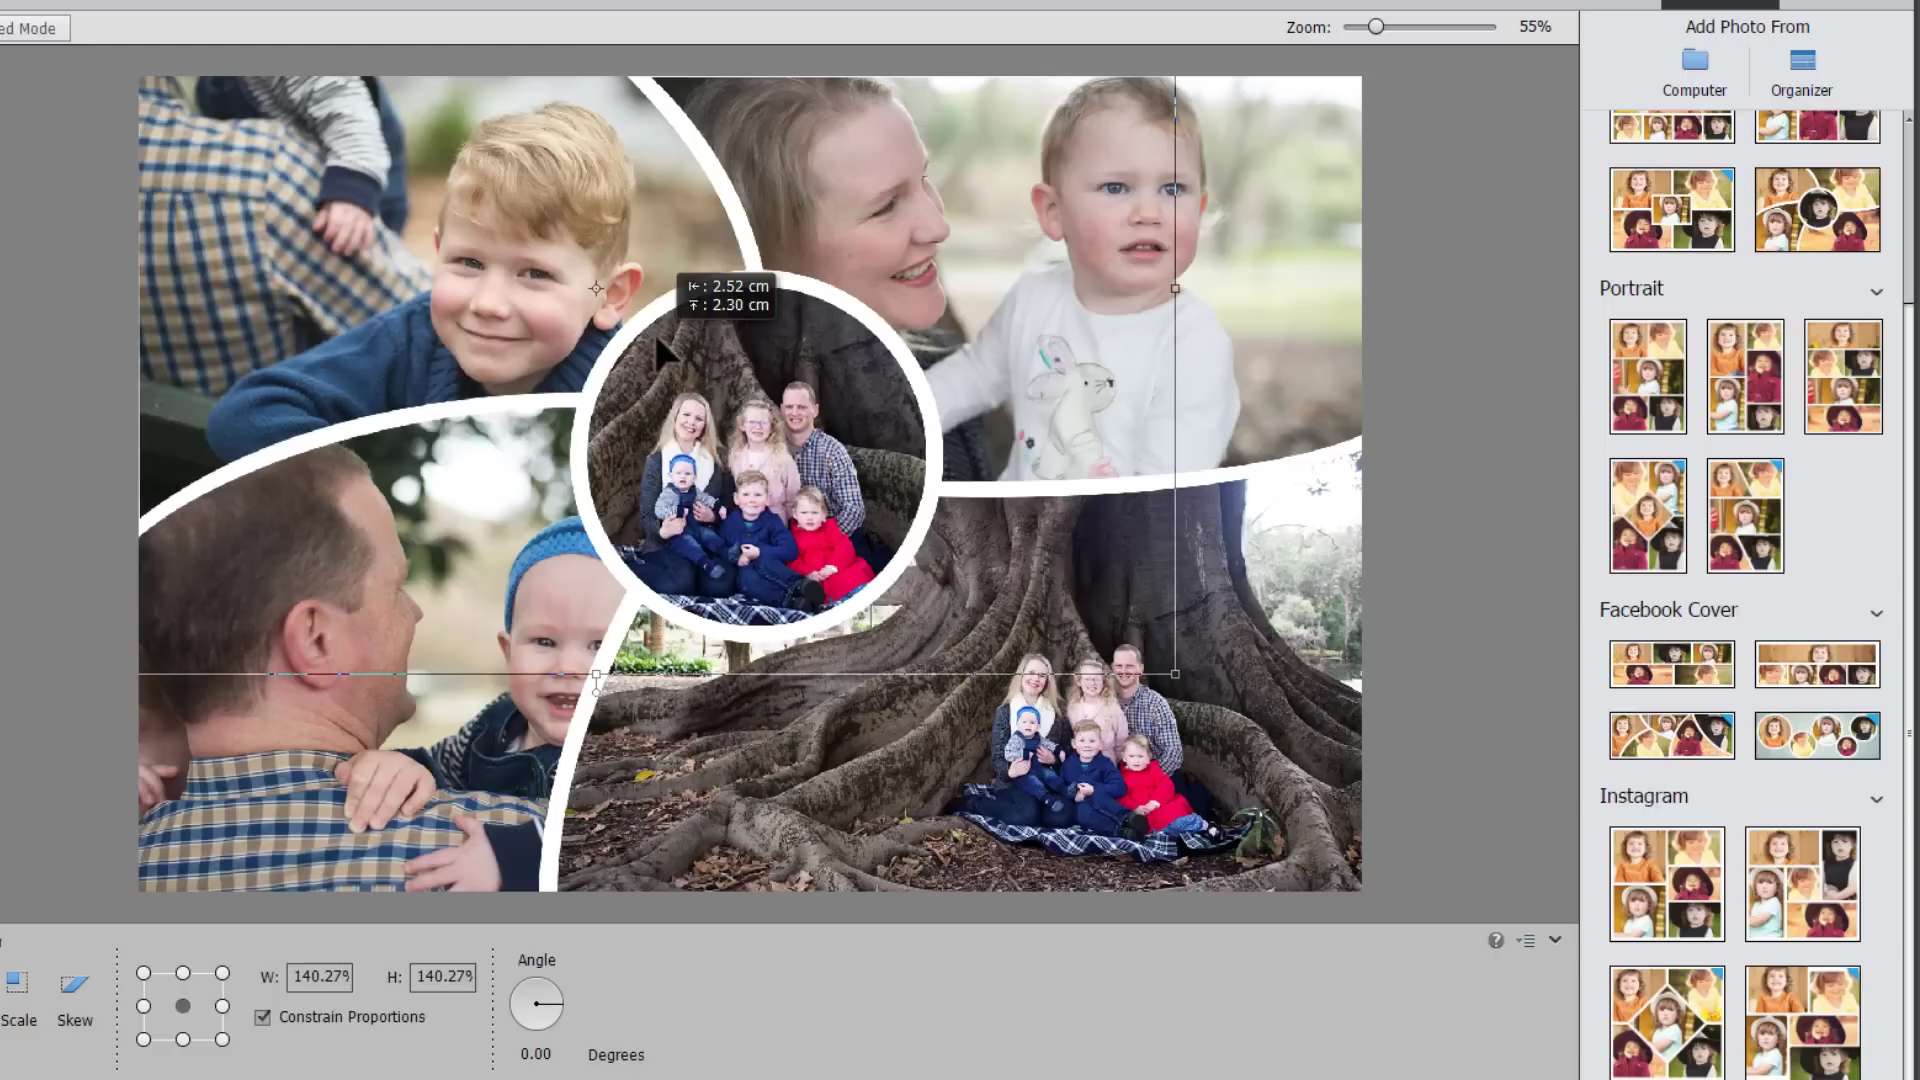 ed Mode
Zoom:
55%
Add Photo From
Computer
Organizer
: 2.52 cm
: 2.30 cm
Portrait
Facebook Cover
Instagram
Scale
Skew
W: 140.27%
H: 140.27%
Constrain Proportions
Angle
0.00
Degrees